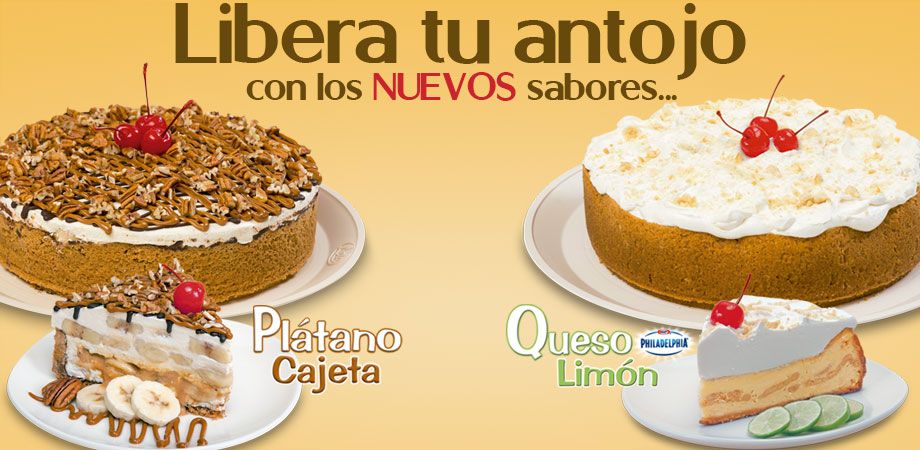 Libera tu antojo
con los NUEVOS sabores...
Plátano
Cajeta
Queso
PHILADELPHIA
Limón